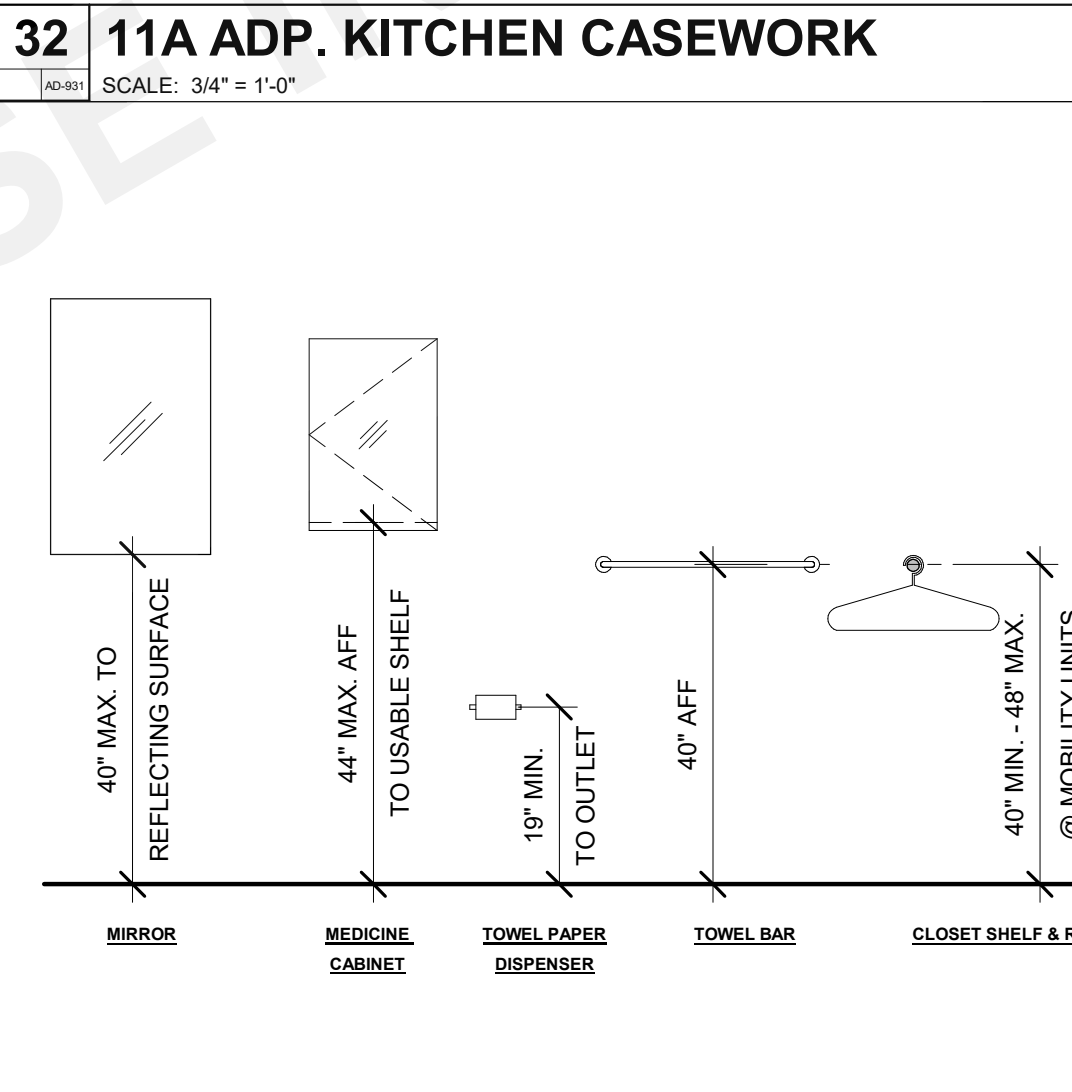 32 11A ADP. KITCHEN CASEWORK
AD-931 SCALE: 3/4" = 1'-0"
40" MAX. TO
REFLECTING SURFACE
44" MAX. AFF
TO USABLE SHELF
19" MIN.
TO OUTLET
40" AFF
40" MIN. - 48" MAX.
@ MOBILITY UNITS
MIRROR
MEDICINE
CABINET
TOWEL PAPER
DISPENSER
TOWEL BAR
CLOSET SHELF & R